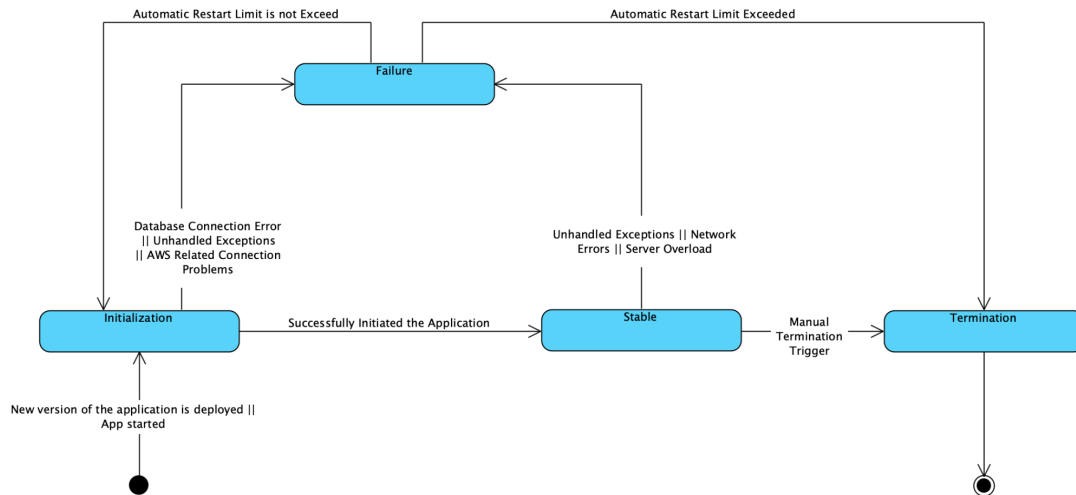 Automatic Restart Limit is not Exceed
Automatic Restart Limit Exceeded
Failure
Database Connection Error
|| Unhandled Exceptions
|| AWS Related Connection
Problems
Unhandled Exceptions || Network
Errors || Server Overload
Initialization
Successfully Initiated the Application
Stable
Manual
Termination
Trigger
Termination
New version of the application is deployed ||
App started